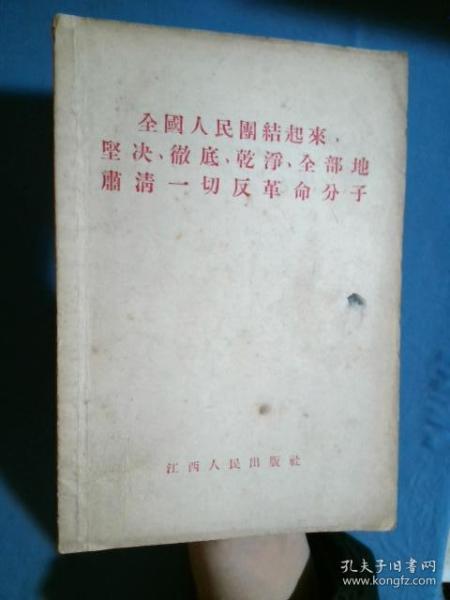 全國人民團結起來，
堅决、徹底、乾淨、全部地
肅清一切反革命分子
江西人民出版社
孔夫子旧书网
www.kongfz.com